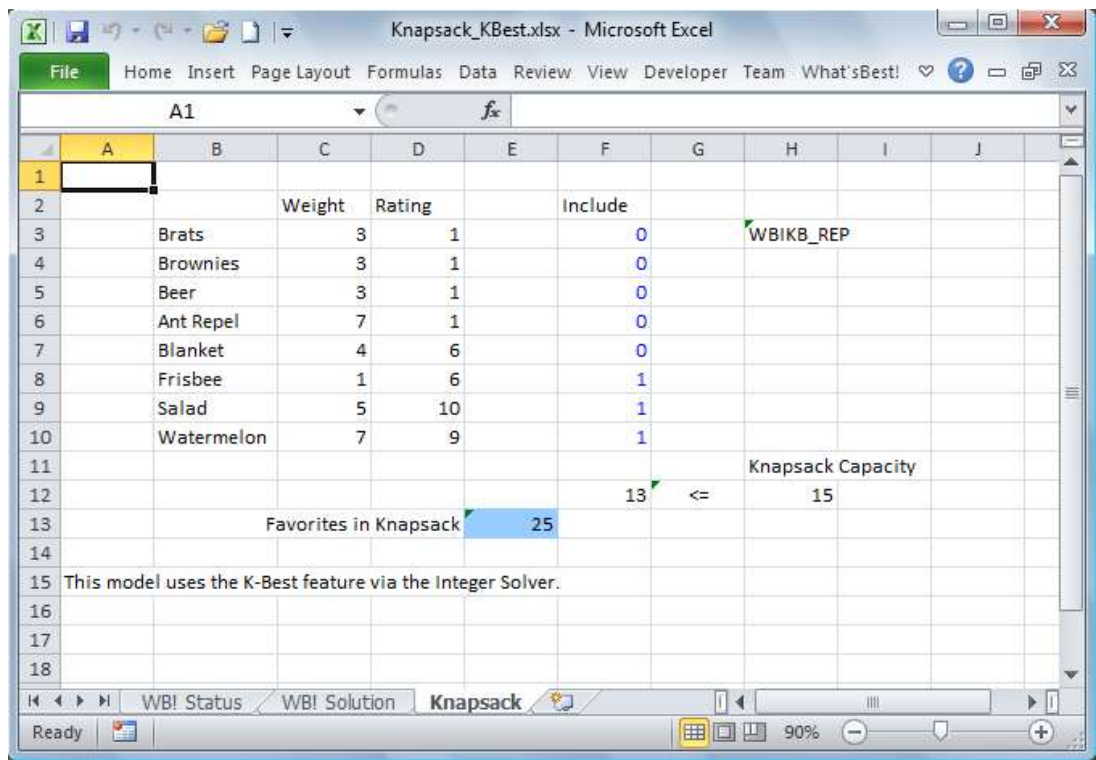 Knapsack_KBest.xlsx - Microsoft Excel
File Home Insert Page Layout Formulas Data Review View Developer Team What'sBest!
A1 fx
A B C D E F G H I J
1
2 Weight Rating Include
3 Brats 3 1 0 WBIKB_REP
4 Brownies 3 1 0
5 Beer 3 1 0
6 Ant Repel 7 1 0
7 Blanket 4 6 0
8 Frisbee 1 6 1
9 Salad 5 10 1
10 Watermelon 7 9 1
11 Knapsack Capacity
12 13 <= 15
13 Favorites in Knapsack 25
14
15 This model uses the K-Best feature via the Integer Solver.
16
17
18
WB! Status WB! Solution Knapsack
Ready 90%